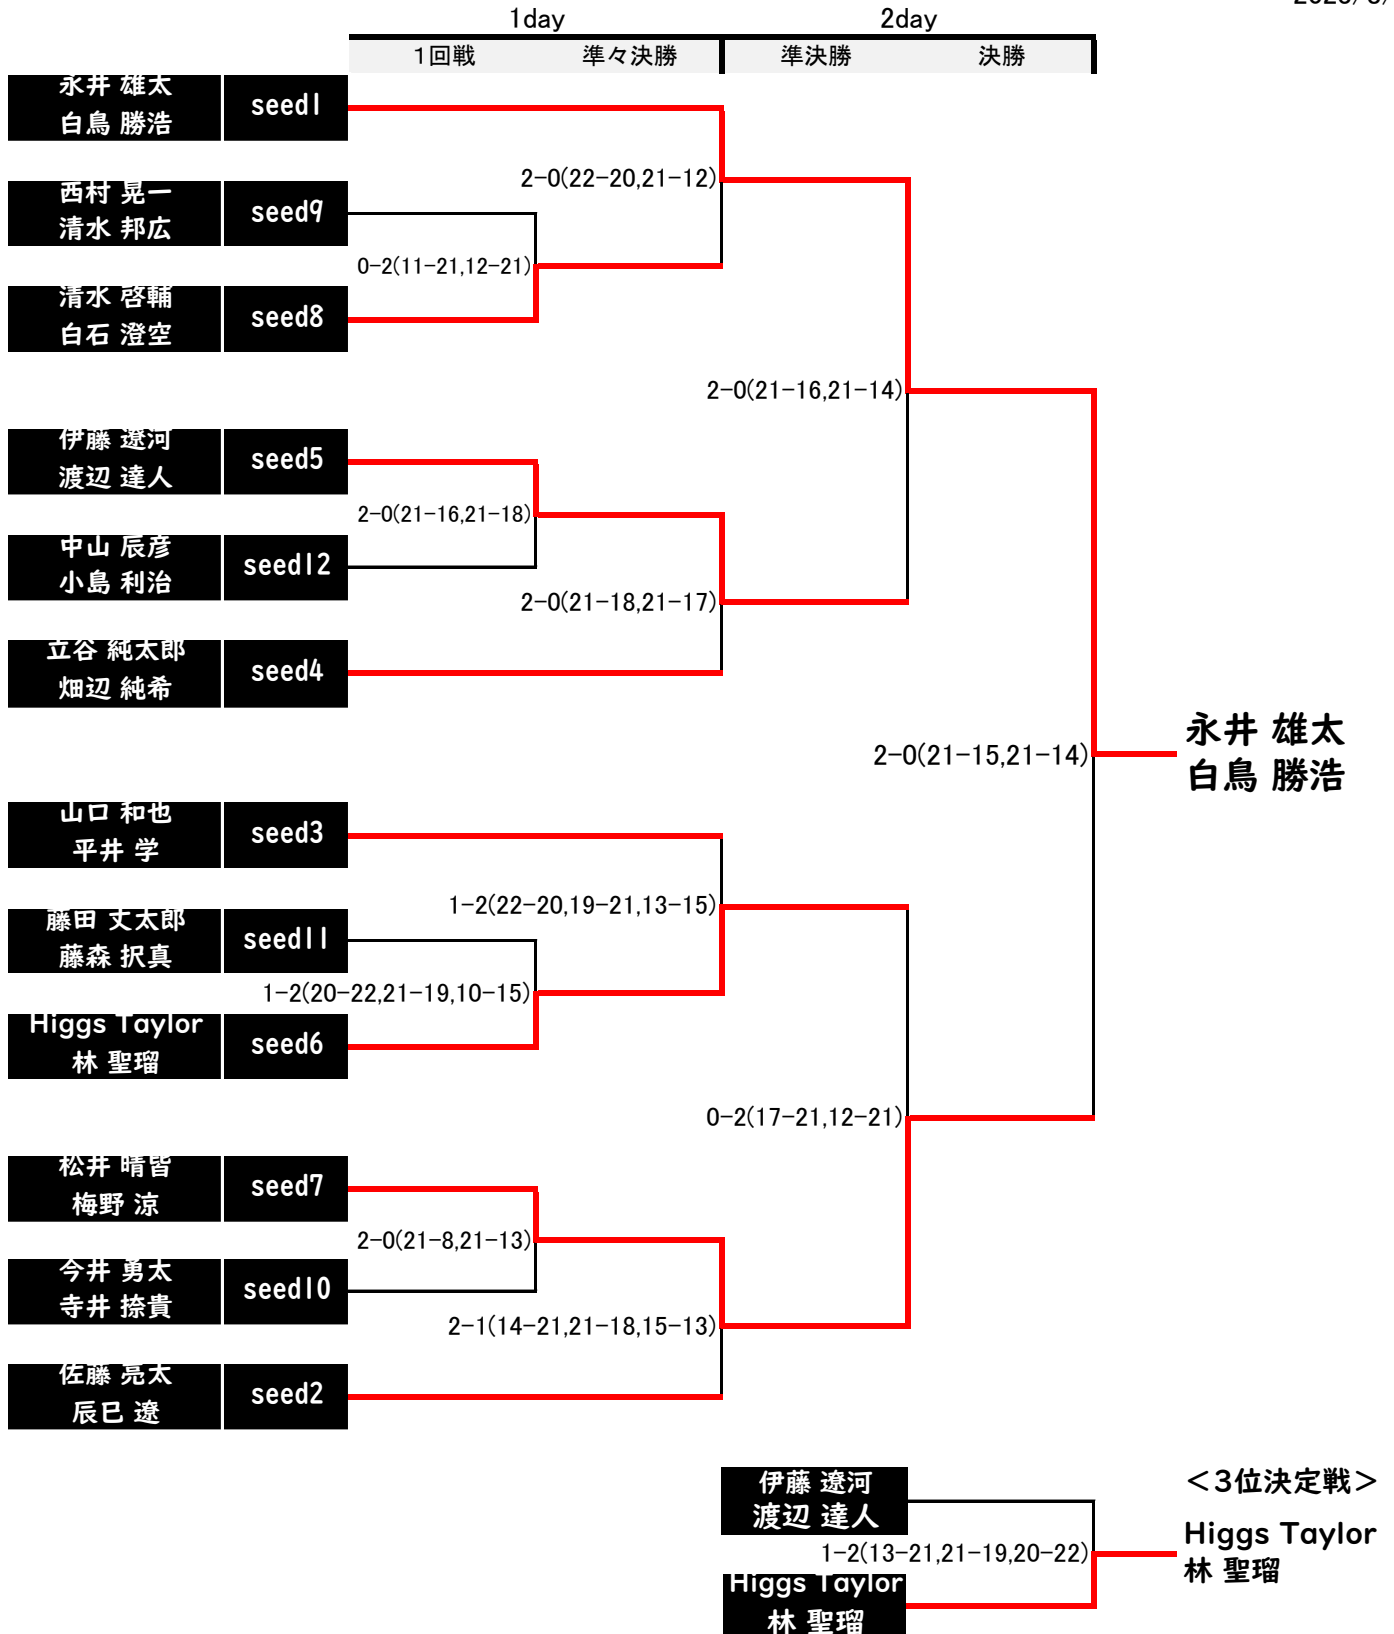 1day 2day
1回戦 準々決勝 準決勝 決勝
永井 雄太
白鳥 勝浩
seed1
2-0(22-20,21-12)
西村 晃一
清水 邦広
seed9
0-2(11-21,12-21)
清水 啓輔
白石 澄空
seed8
2-0(21-16,21-14)
伊藤 遼河
渡辺 達人
seed5
2-0(21-16,21-18)
中山 辰彦
小島 利治
seed12
2-0(21-18,21-17)
立谷 純太郎
畑辺 純希
seed4
永井 雄太
白鳥 勝浩
2-0(21-15,21-14)
山口 和也
平井 学
seed3
1-2(22-20,19-21,13-15)
藤田 丈太郎
藤森 択真
seed11
1-2(20-22,21-19,10-15)
Higgs Taylor
林 聖瑠
seed6
0-2(17-21,12-21)
松井 晴皆
梅野 涼
seed7
2-0(21-8,21-13)
今井 勇太
寺井 捺貴
seed10
2-1(14-21,21-18,15-13)
佐藤 亮太
辰巳 遼
seed2
伊藤 遼河
渡辺 達人
＜3位決定戦＞
1-2(13-21,21-19,20-22)
Higgs Taylor
林 聖瑠
Higgs Taylor
林 聖瑠